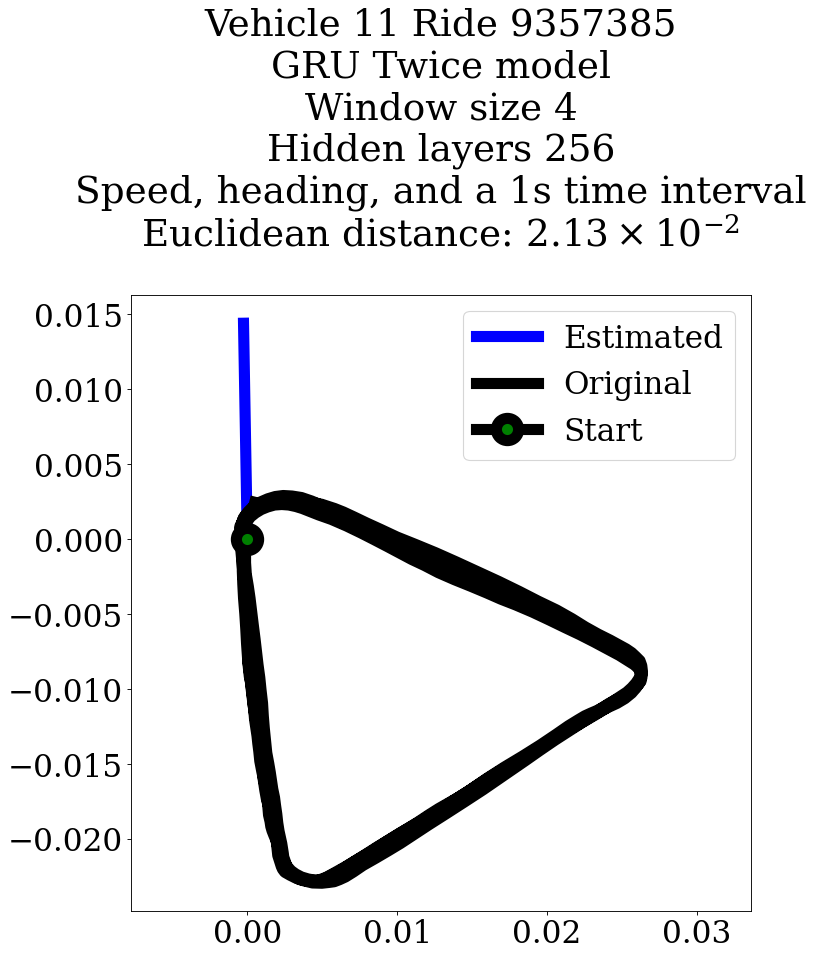 Vehicle 11 Ride 9357385
GRU Twice model
Window size 4
Hidden layers 256
Speed, heading, and a 1s time interval
Euclidean distance: 2.13 × 10⁻²
0.015
0.010
0.005
0.000
−0.005
−0.010
−0.015
−0.020
Estimated
Original
Start
0.00 0.01 0.02 0.03